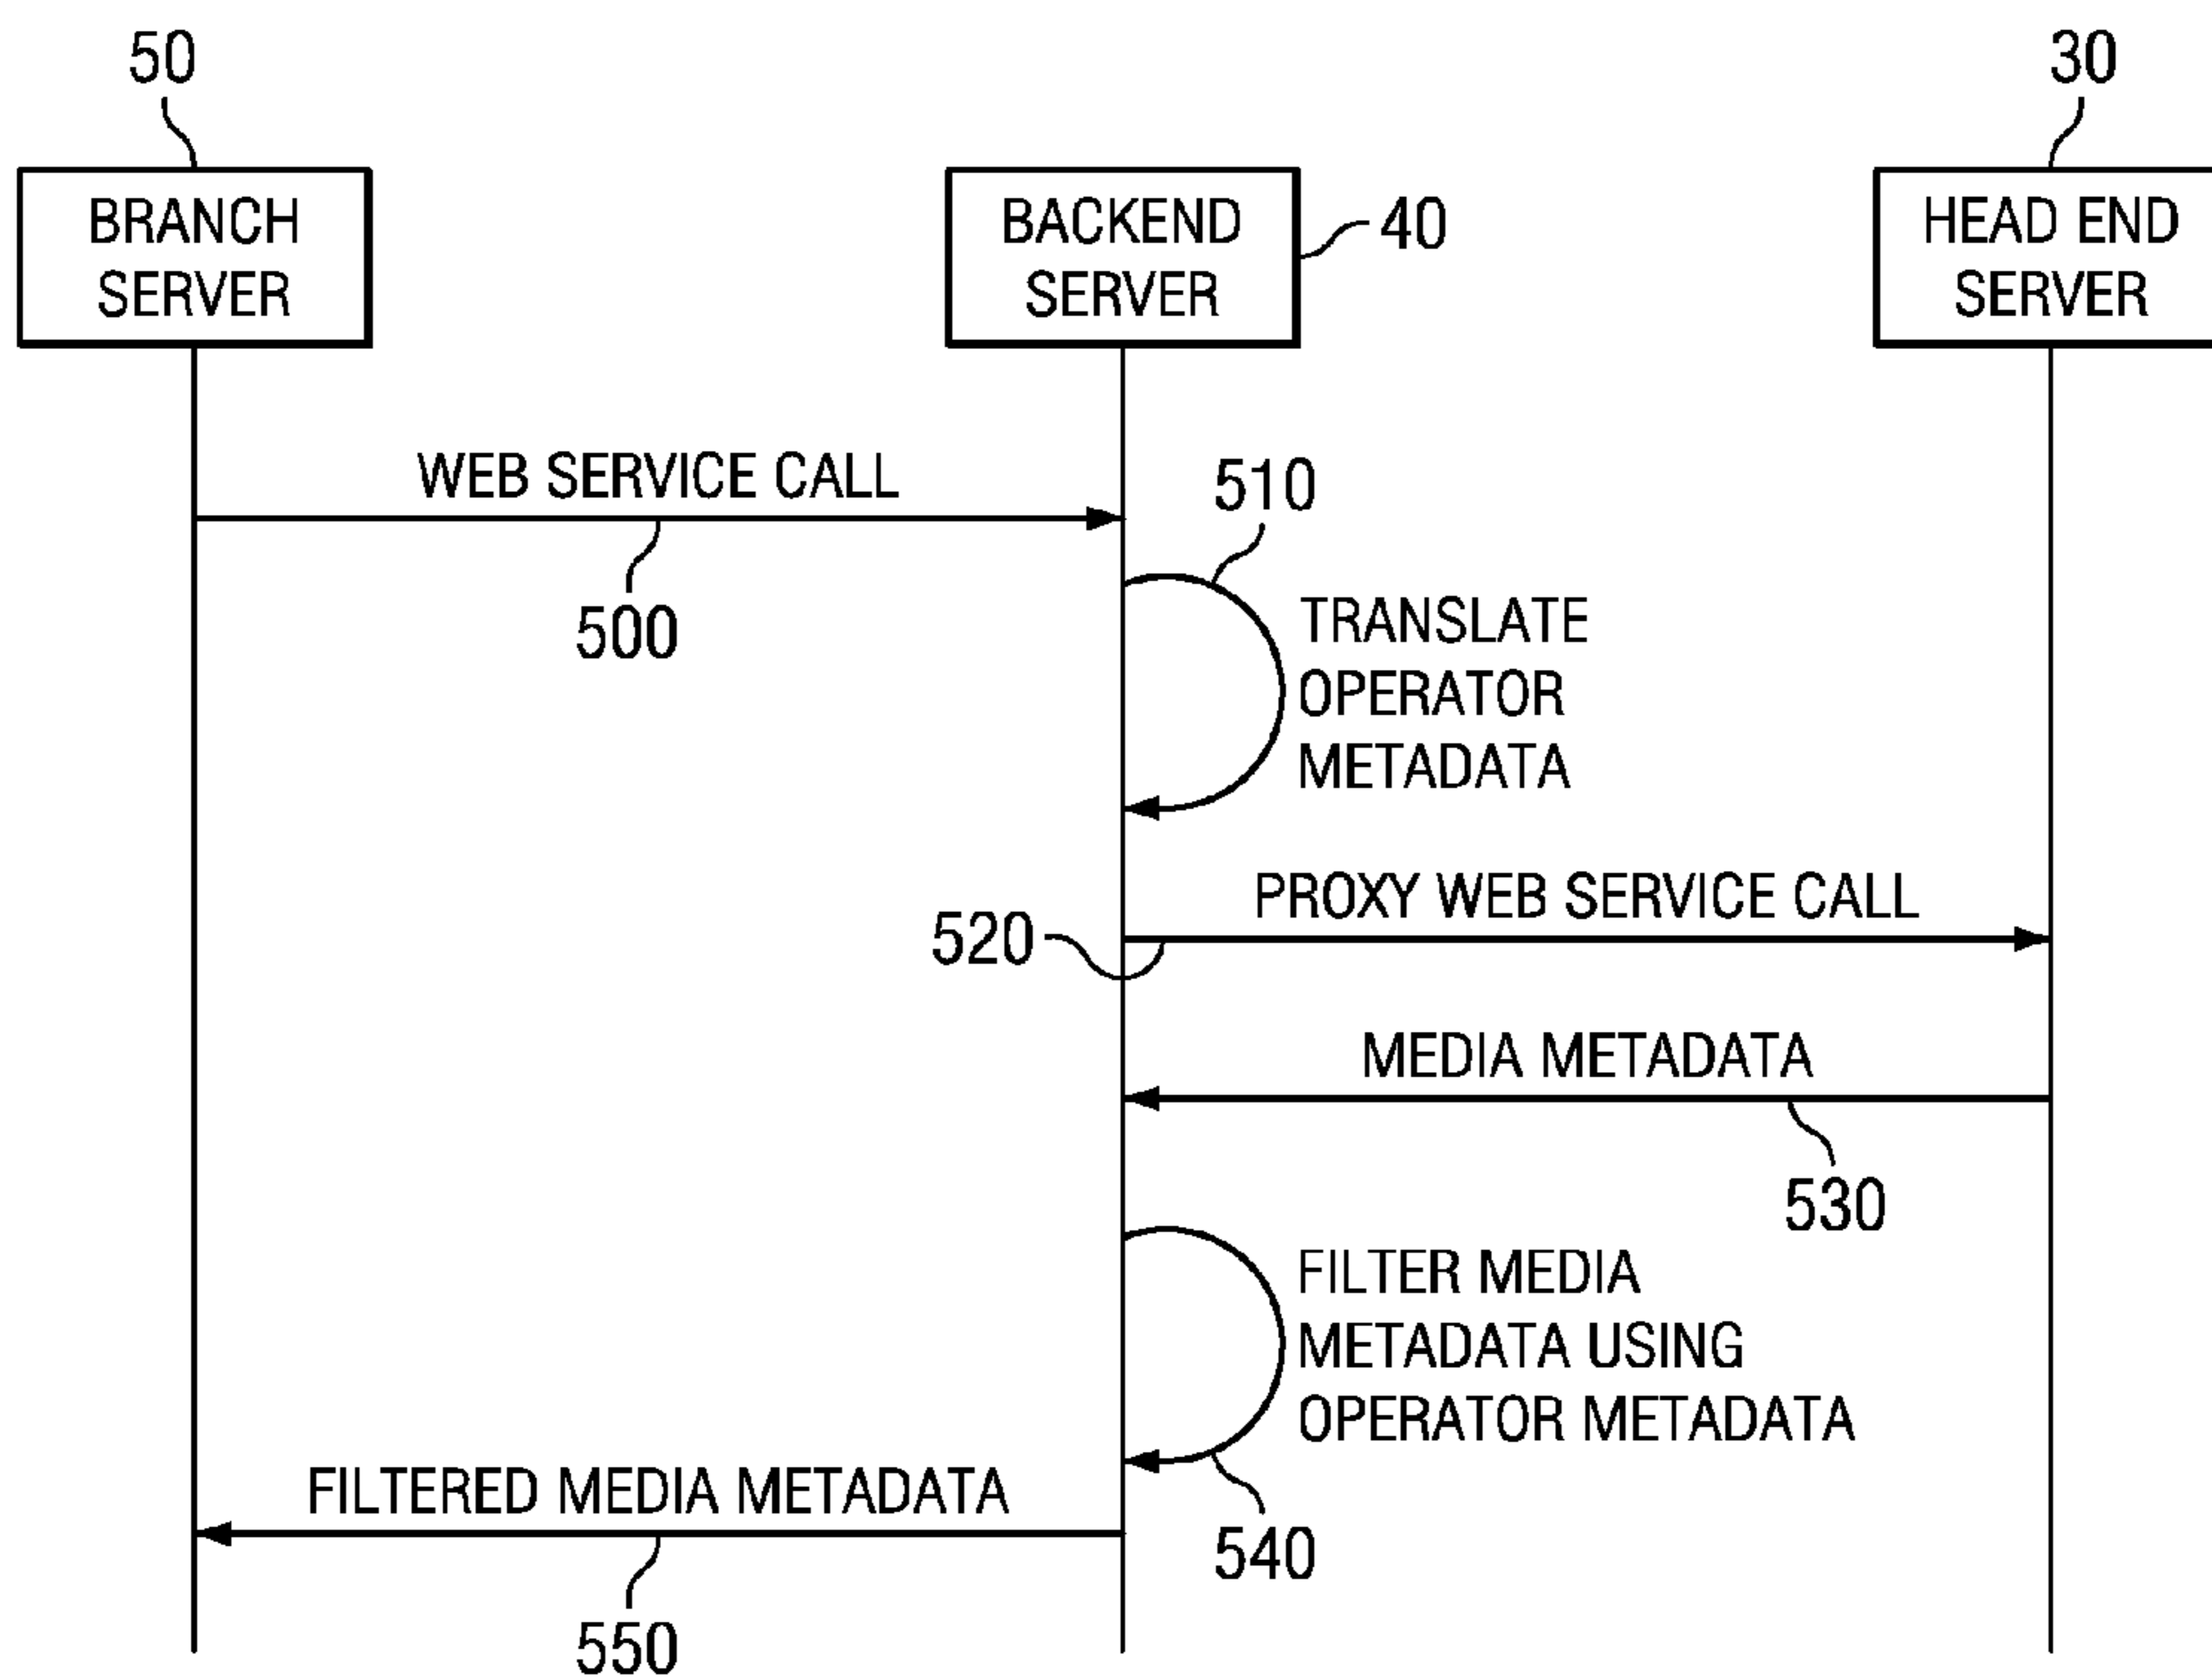 50
30
BRANCH
SERVER
BACKEND
SERVER
40
HEAD END
SERVER
WEB SERVICE CALL
500
510
TRANSLATE
OPERATOR
METADATA
PROXY WEB SERVICE CALL
520
MEDIA METADATA
530
FILTER MEDIA
METADATA USING
OPERATOR METADATA
540
FILTERED MEDIA METADATA
550